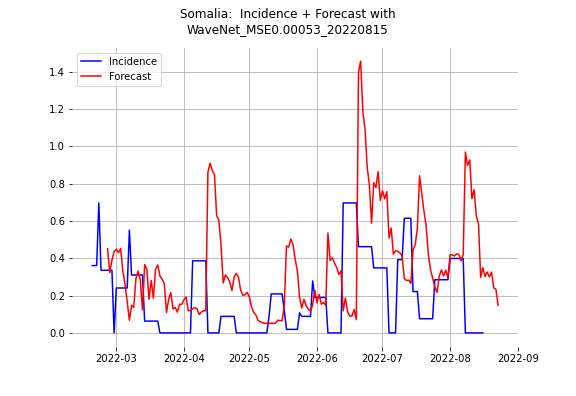 Somalia:  Incidence + Forecast with
WaveNet_MSE0.00053_20220815
Incidence
Forecast
1.4
1.2
1.0
0.8
0.6
0.4
0.2
0.0
2022-03 2022-04 2022-05 2022-06 2022-07 2022-08 2022-09